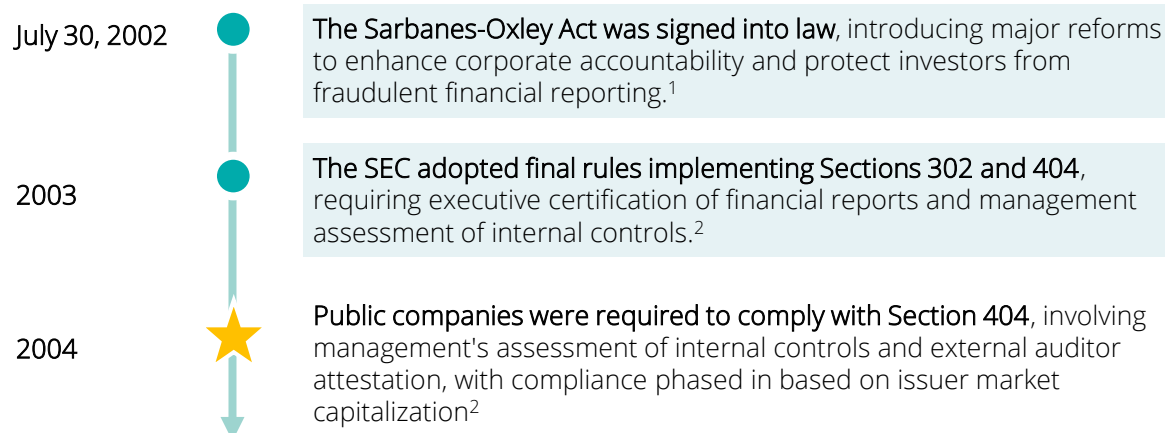 July 30, 2002
The Sarbanes-Oxley Act was signed into law, introducing major reforms
to enhance corporate accountability and protect investors from
fraudulent financial reporting.¹
2003
The SEC adopted final rules implementing Sections 302 and 404,
requiring executive certification of financial reports and management
assessment of internal controls.²
2004
Public companies were required to comply with Section 404, involving
management's assessment of internal controls and external auditor
attestation, with compliance phased in based on issuer market
capitalization²